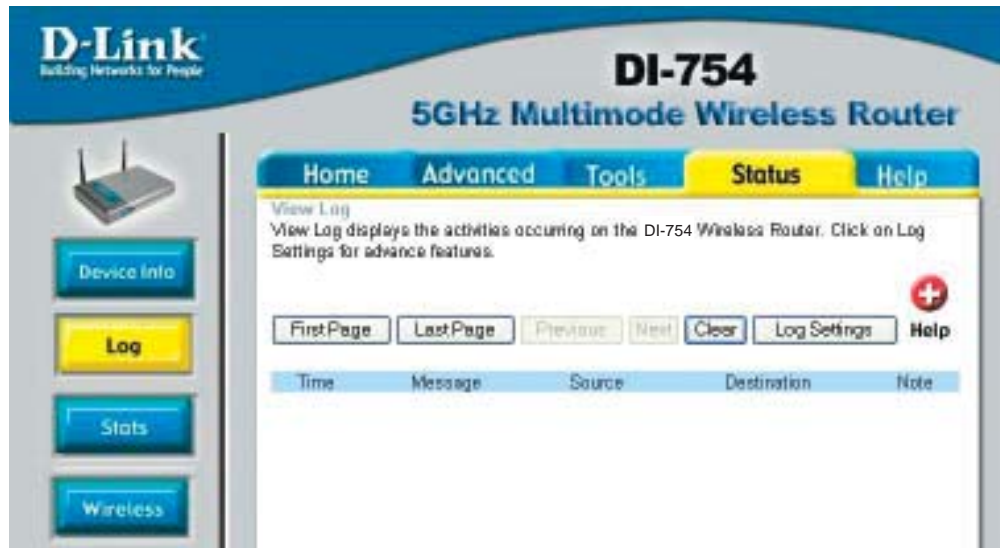 D-Link
Building Networks for People
DI-754
5GHz Multimode Wireless Router
Home Advanced Tools Status Help
View Log
View Log displays the activities occurring on the DI-754 Wireless Router. Click on Log
Settings for advance features.
Device Info
Log
Stats
Wireless
Help
First Page Last Page Previous Next Clear Log Settings
Time Message Source Destination Note